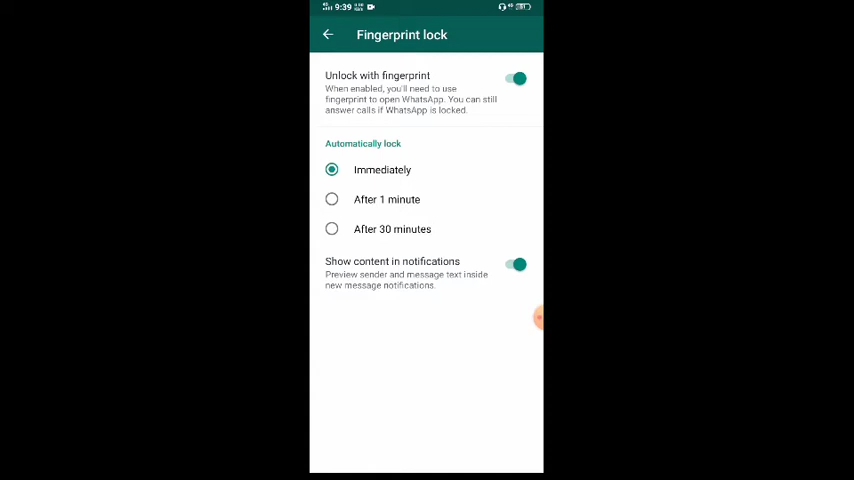 9:39
Fingerprint lock
Unlock with fingerprint
When enabled, you'll need to use
fingerprint to open WhatsApp. You can still
answer calls if WhatsApp is locked.
Automatically lock
Immediately
After 1 minute
After 30 minutes
Show content in notifications
Preview sender and message text inside
new message notifications.